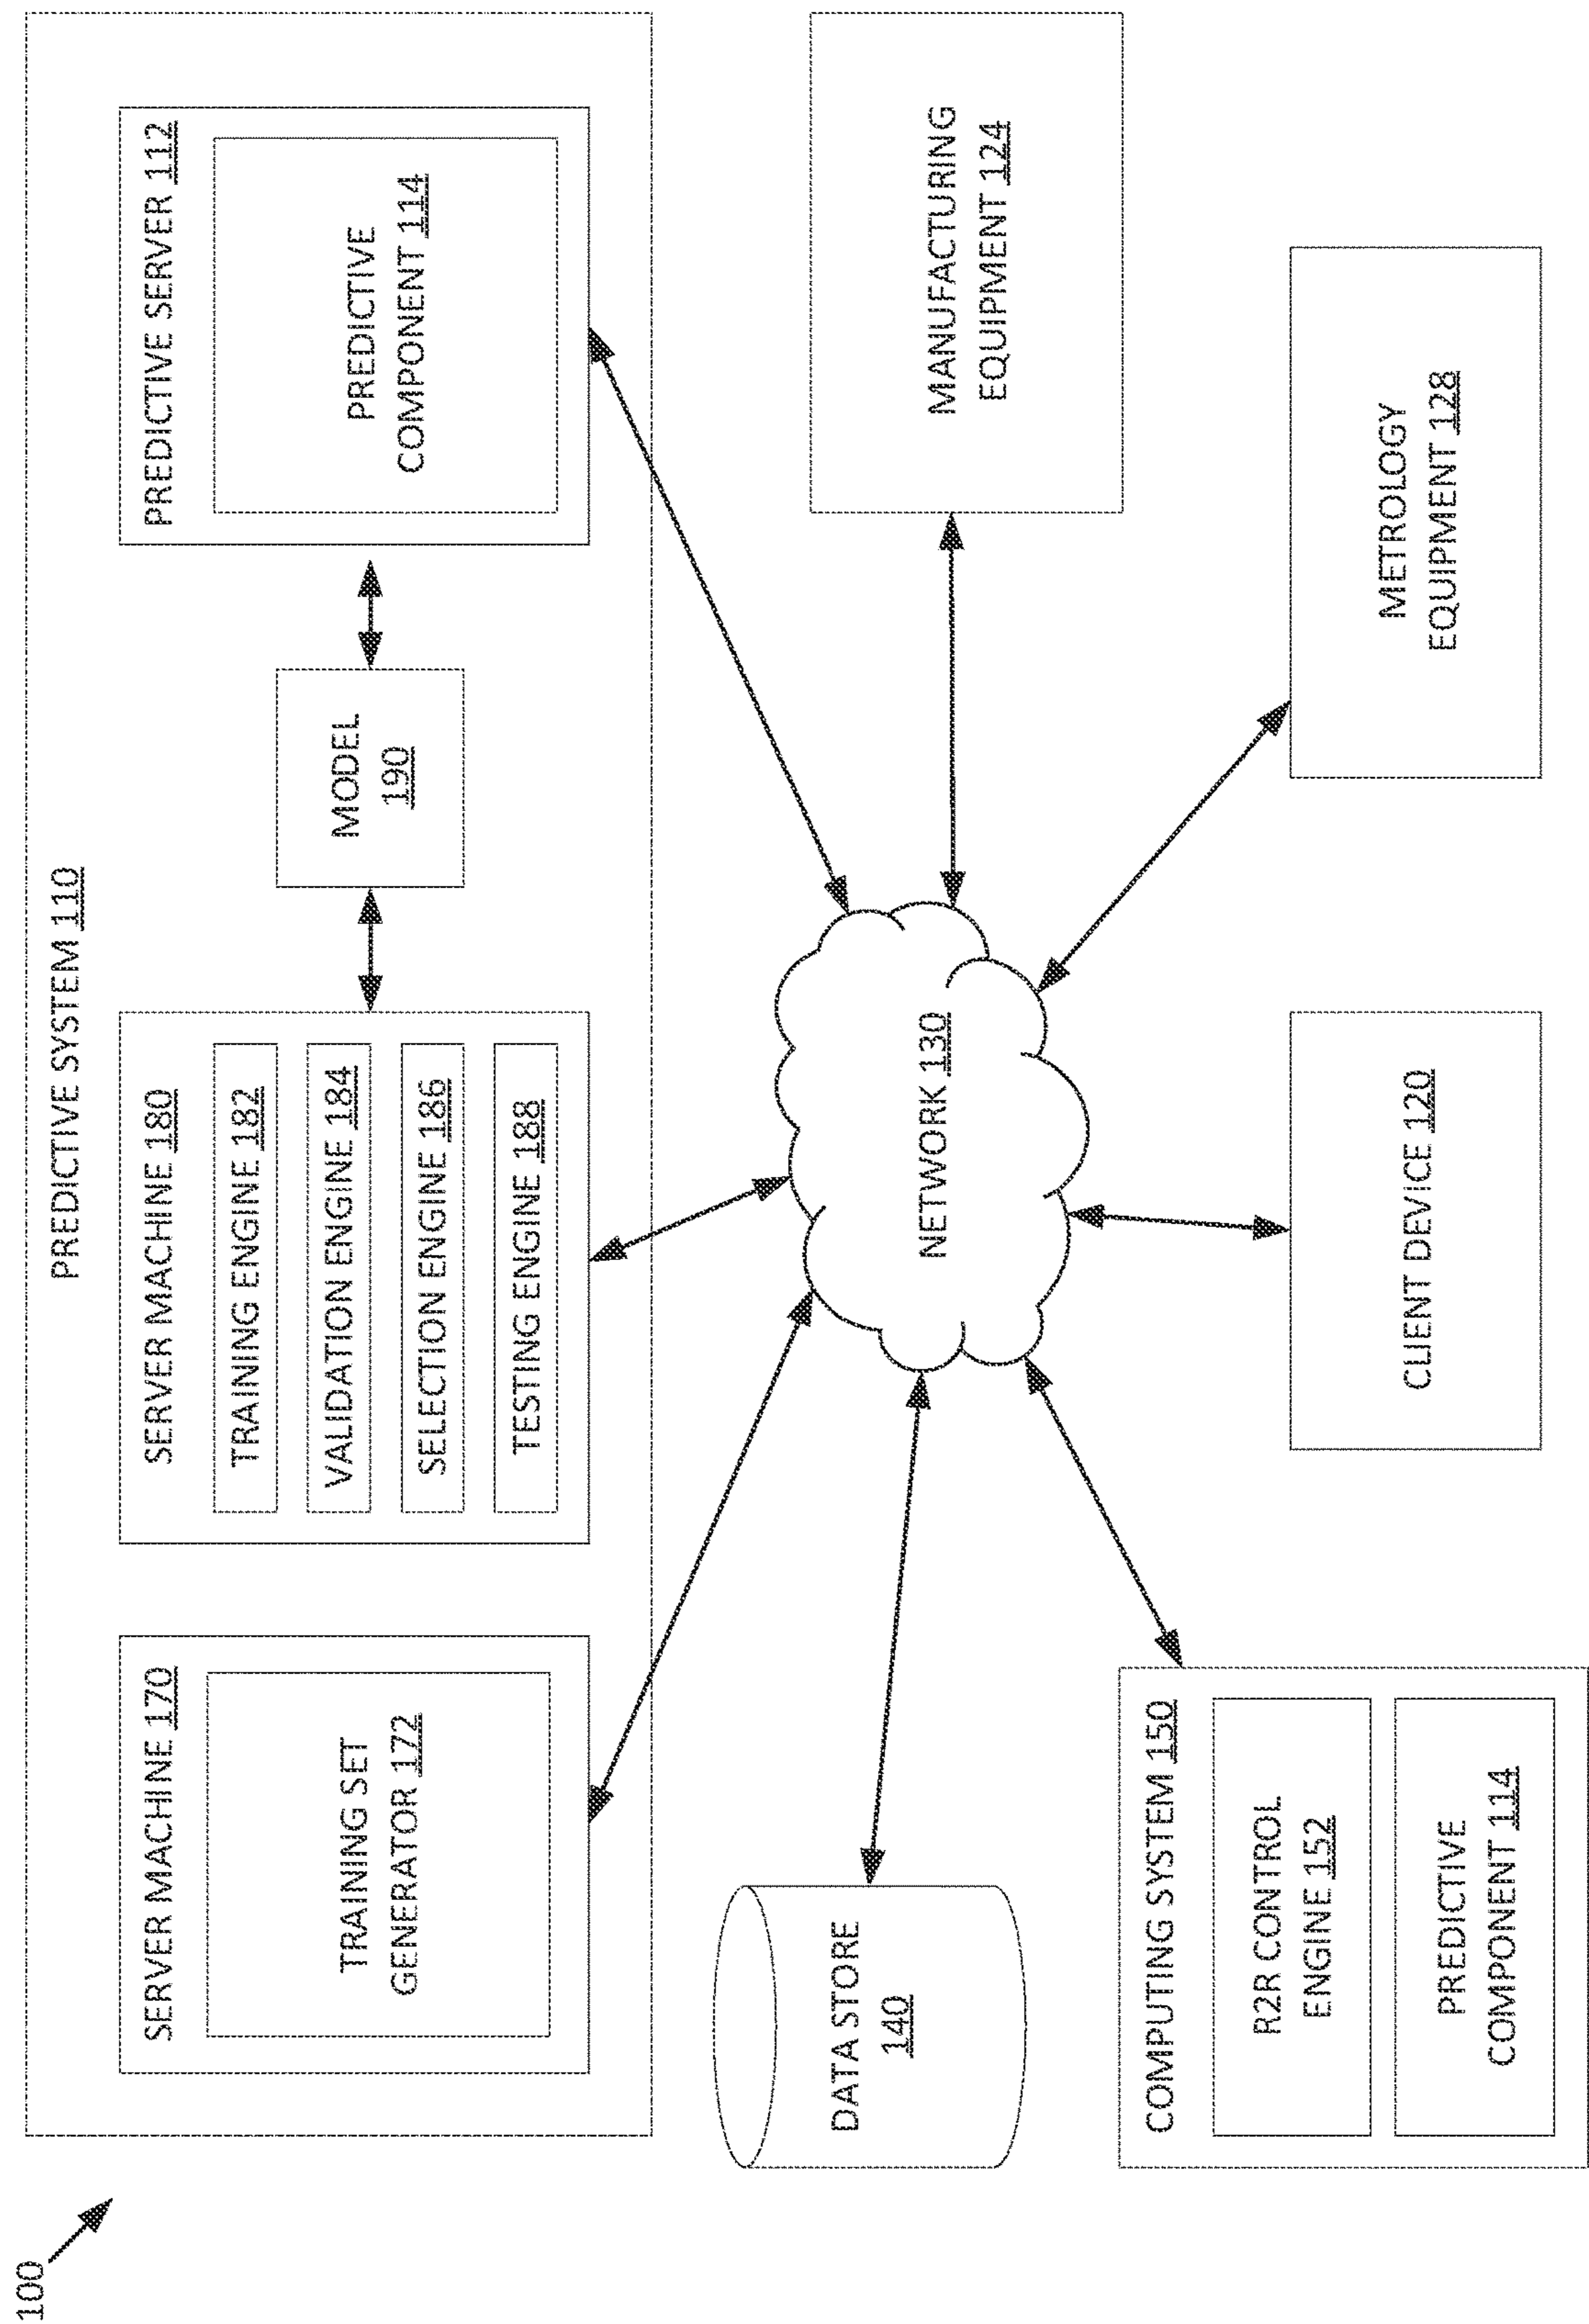 100
PREDICTIVE SYSTEM 110
SERVER MACHINE 170
TRAINING SET
GENERATOR 172
SERVER MACHINE 180
TRAINING ENGINE 182
VALIDATION ENGINE 184
SELECTION ENGINE 186
TESTING ENGINE 188
MODEL
190
PREDICTIVE SERVER 112
PREDICTIVE
COMPONENT 114
DATA STORE
140
NETWORK 130
MANUFACTURING
EQUIPMENT 124
COMPUTING SYSTEM 150
R2R CONTROL
ENGINE 152
PREDICTIVE
COMPONENT 114
CLIENT DEVICE 120
METROLOGY
EQUIPMENT 128